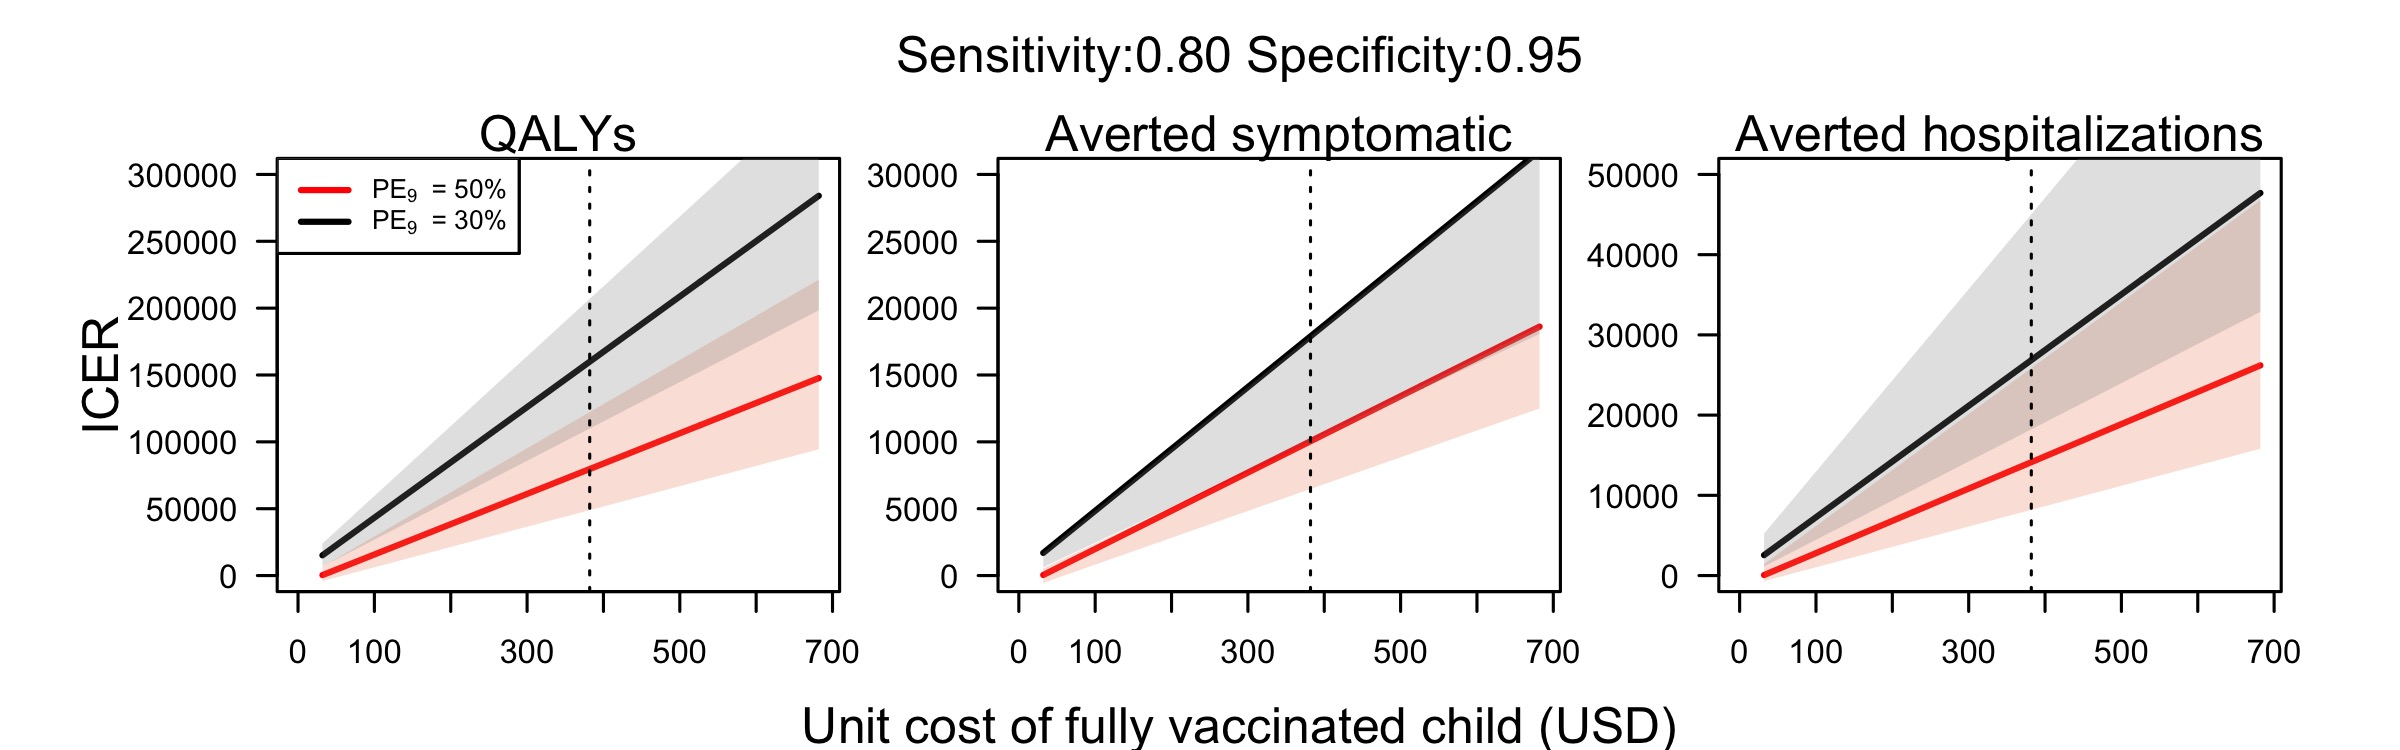 Sensitivity:0.80 Specificity:0.95
QALYs
Averted symptomatic
Averted hospitalizations
ICER
PE₉ = 50%
PE₉ = 30%
300000
250000
200000
150000
100000
50000
0
0 100 300 500 700
30000
25000
20000
15000
10000
5000
0
0 100 300 500 700
50000
40000
30000
20000
10000
0
0 100 300 500 700
Unit cost of fully vaccinated child (USD)